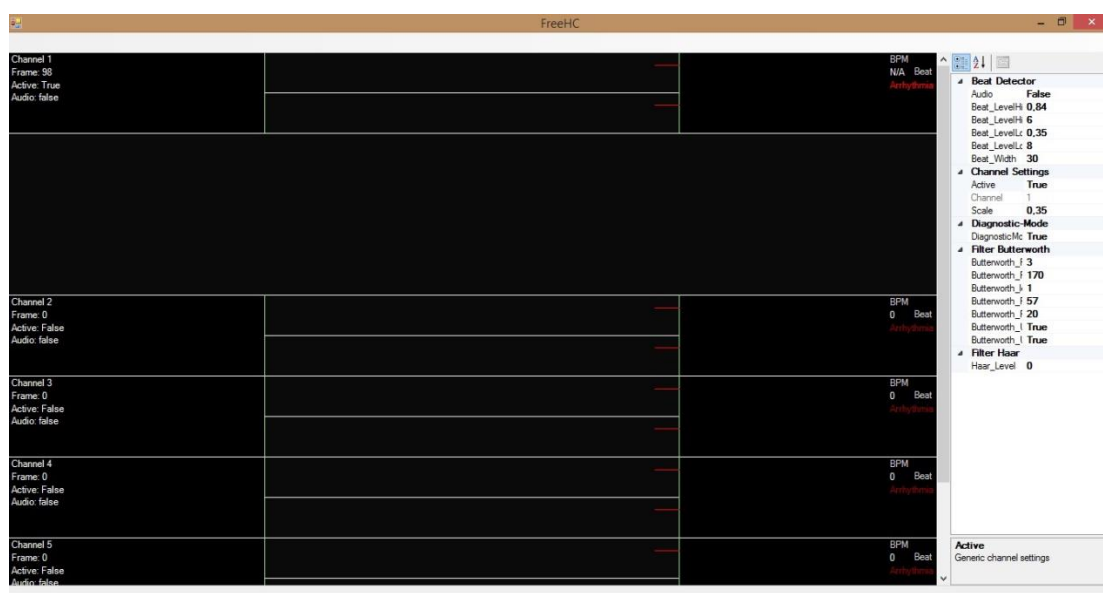 FreeHC
Channel 1
Frame: 98
Active: True
Audio: false
BPM
N/A Beat
Arrhythmia
Channel 2
Frame: 0
Active: False
Audio: false
BPM
0 Beat
Arrhythmia
Channel 3
Frame: 0
Active: False
Audio: false
BPM
0 Beat
Arrhythmia
Channel 4
Frame: 0
Active: False
Audio: false
BPM
0 Beat
Arrhythmia
Channel 5
Frame: 0
Active: False
Audio: false
BPM
0 Beat
Arrhythmia
Beat Detector
Audio False
Beat_LevelHi 0,84
Beat_LevelHi 6
Beat_LevelLc 0,35
Beat_LevelLc 8
Beat_Width 30
Channel Settings
Active True
Channel 1
Scale 0,35
Diagnostic-Mode
DiagnosticMc True
Filter Butterworth
Butterworth_F 3
Butterworth_F 170
Butterworth_k 1
Butterworth_F 57
Butterworth_F 20
Butterworth_U True
Butterworth_U True
Filter Haar
Haar_Level 0
Active
Generic channel settings